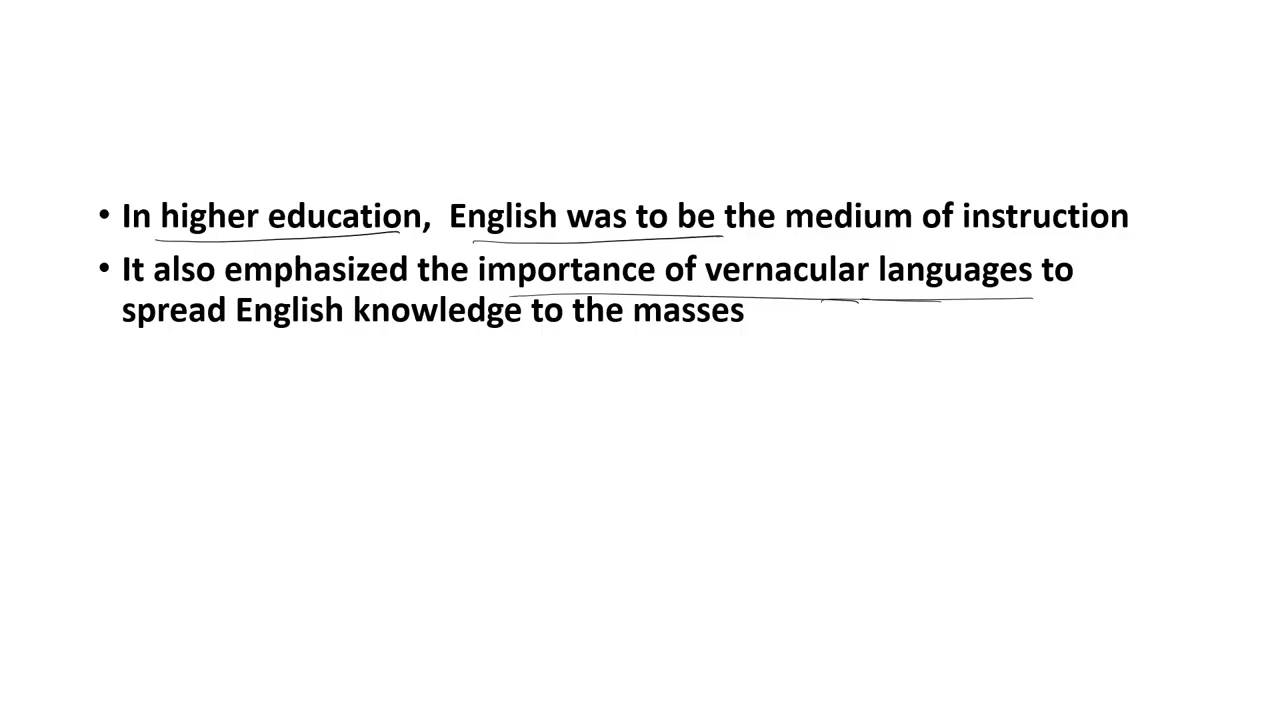 • In higher education,  English was to be the medium of instruction
• It also emphasized the importance of vernacular languages to
spread English knowledge to the masses